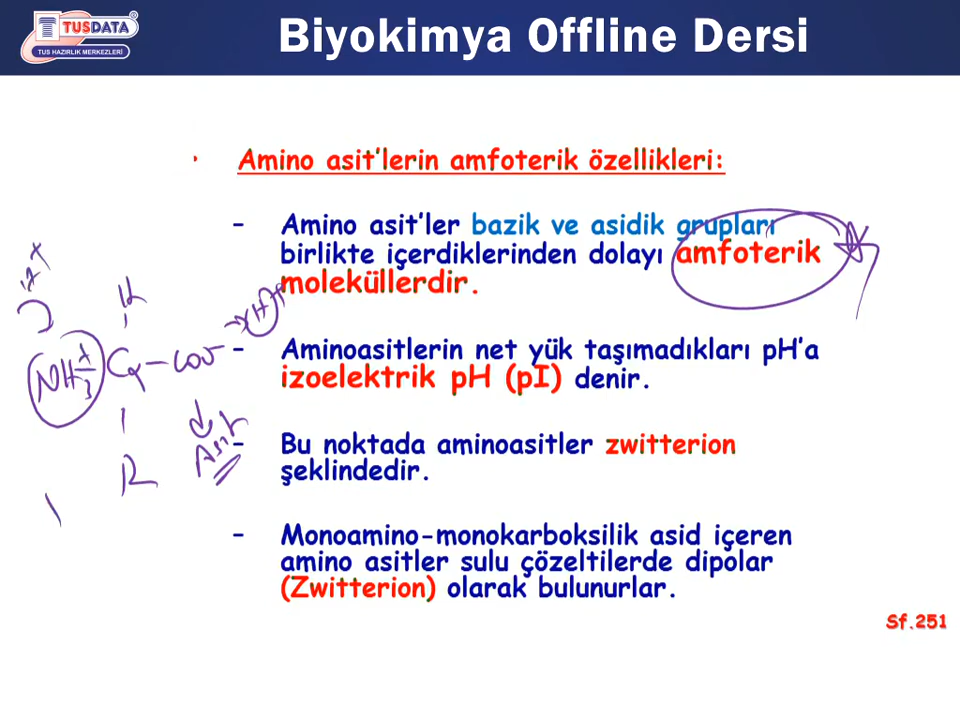 TUSDATA
TUS HAZIRLIK MERKEZLERİ
Biyokimya Offline Dersi
• Amino asit'lerin amfoterik özellikleri:
– Amino asit'ler bazik ve asidik grupları
birlikte içerdiklerinden dolayı amfoterik
moleküllerdir.
– Aminoasitlerin net yük taşımadıkları pH'a
izoelektrik pH (pI) denir.
– Bu noktada aminoasitler zwitterion
şeklindedir.
– Monoamino-monokarboksilik asid içeren
amino asitler sulu çözeltilerde dipolar
(Zwitterion) olarak bulunurlar.
Sf.251
H
NH3+
R
Asit